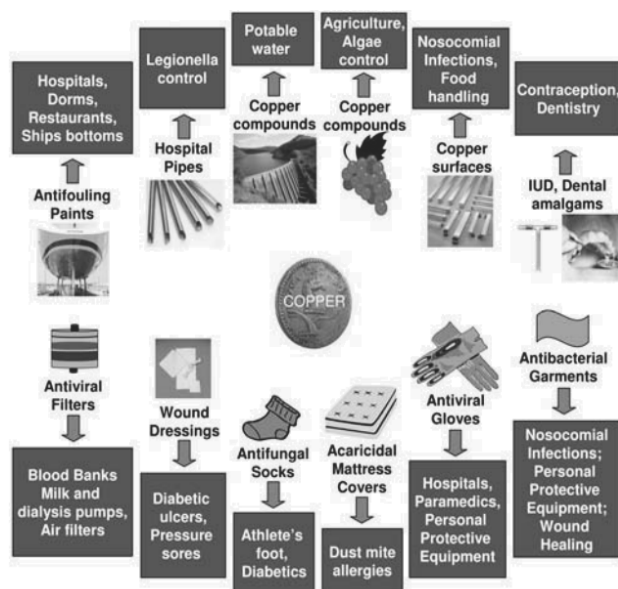 Hospitals,
Dorms,
Restaurants,
Ships bottoms
Antifouling
Paints
Legionella
control
Hospital
Pipes
Potable
water
Copper
compounds
Agriculture,
Algae
control
Copper
compounds
Nosocomial
Infections,
Food
handling
Copper
surfaces
Contraception,
Dentistry
IUD, Dental
amalgams
COPPER
Antiviral
Filters
Blood Banks
Milk and
dialysis pumps,
Air filters
Wound
Dressings
Diabetic
ulcers,
Pressure
sores
Antifungal
Socks
Athlete's
foot,
Diabetics
Acaricidal
Mattress
Covers
Dust mite
allergies
Antiviral
Gloves
Hospitals,
Paramedics,
Personal
Protective
Equipment
Antibacterial
Garments
Nosocomial
Infections;
Personal
Protective
Equipment;
Wound
Healing